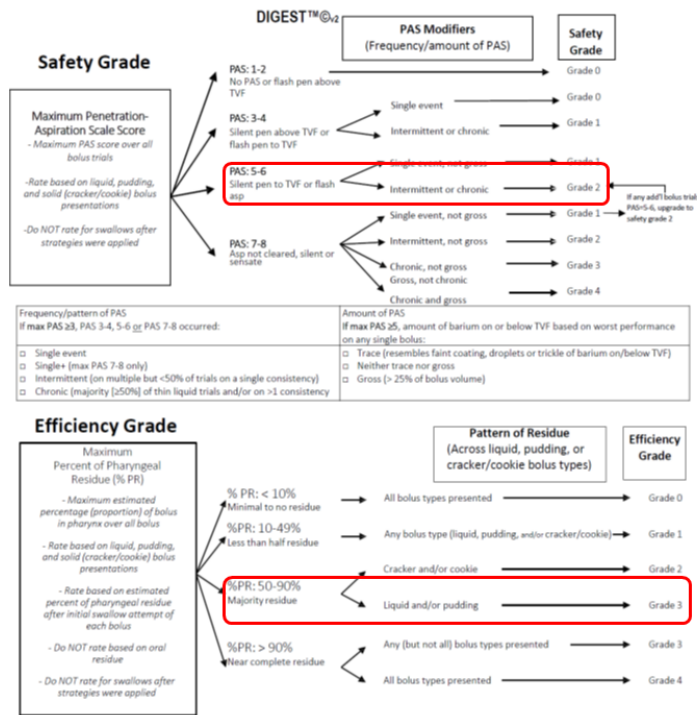 DIGEST™©v2
Safety Grade
PAS Modifiers
(Frequency/amount of PAS)
Safety
Grade
Maximum Penetration-
Aspiration Scale Score
- Maximum PAS score over all
bolus trials
-Rate based on liquid, pudding,
and solid (cracker/cookie) bolus
presentations
-Do NOT rate for swallows after
strategies were applied
PAS: 1-2
No PAS or flash pen above
TVF
Grade 0
PAS: 3-4
Silent pen above TVF or
flash pen to TVF
Single event
Grade 0
Intermittent or chronic
Grade 1
PAS: 5-6
Silent pen to TVF or flash
asp
Single event, not gross
Grade 1
Intermittent or chronic
Grade 2
If any add'l bolus trial
PAS=5-6, upgrade to
safety grade 2
PAS: 7-8
Asp not cleared, silent or
sensate
Single event, not gross
Grade 1
Intermittent, not gross
Grade 2
Chronic, not gross
Gross, not chronic
Grade 3
Chronic and gross
Grade 4
Frequency/pattern of PAS
If max PAS ≥3, PAS 3-4, 5-6 or PAS 7-8 occurred:
□ Single event
□ Single+ (max PAS 7-8 only)
□ Intermittent (on multiple but <50% of trials on a single consistency)
□ Chronic (majority [≥50%] of thin liquid trials and/or on >1 consistency
Amount of PAS
If max PAS ≥5, amount of barium on or below TVF based on worst performance
on any single bolus:
□ Trace (resembles faint coating, droplets or trickle of barium on/below TVF)
□ Neither trace nor gross
□ Gross (> 25% of bolus volume)
Efficiency Grade
Pattern of Residue
(Across liquid, pudding, or
cracker/cookie bolus types)
Efficiency
Grade
Maximum
Percent of Pharyngeal
Residue (% PR)
- Maximum estimated
percentage (proportion) of bolus
in pharynx over all bolus
- Rate based on liquid, pudding,
and solid (cracker/cookie) bolus
presentations
- Rate based on estimated
percent of pharyngeal residue
after initial swallow attempt of
each bolus
- Do NOT rate based on oral
residue
- Do NOT rate for swallows after
strategies were applied
% PR: < 10%
Minimal to no residue
All bolus types presented
Grade 0
%PR: 10-49%
Less than half residue
Any bolus type (liquid, pudding, and/or cracker/cookie)
Grade 1
%PR: 50-90%
Majority residue
Cracker and/or cookie
Grade 2
Liquid and/or pudding
Grade 3
%PR: > 90%
Near complete residue
Any (but not all) bolus types presented
Grade 3
All bolus types presented
Grade 4